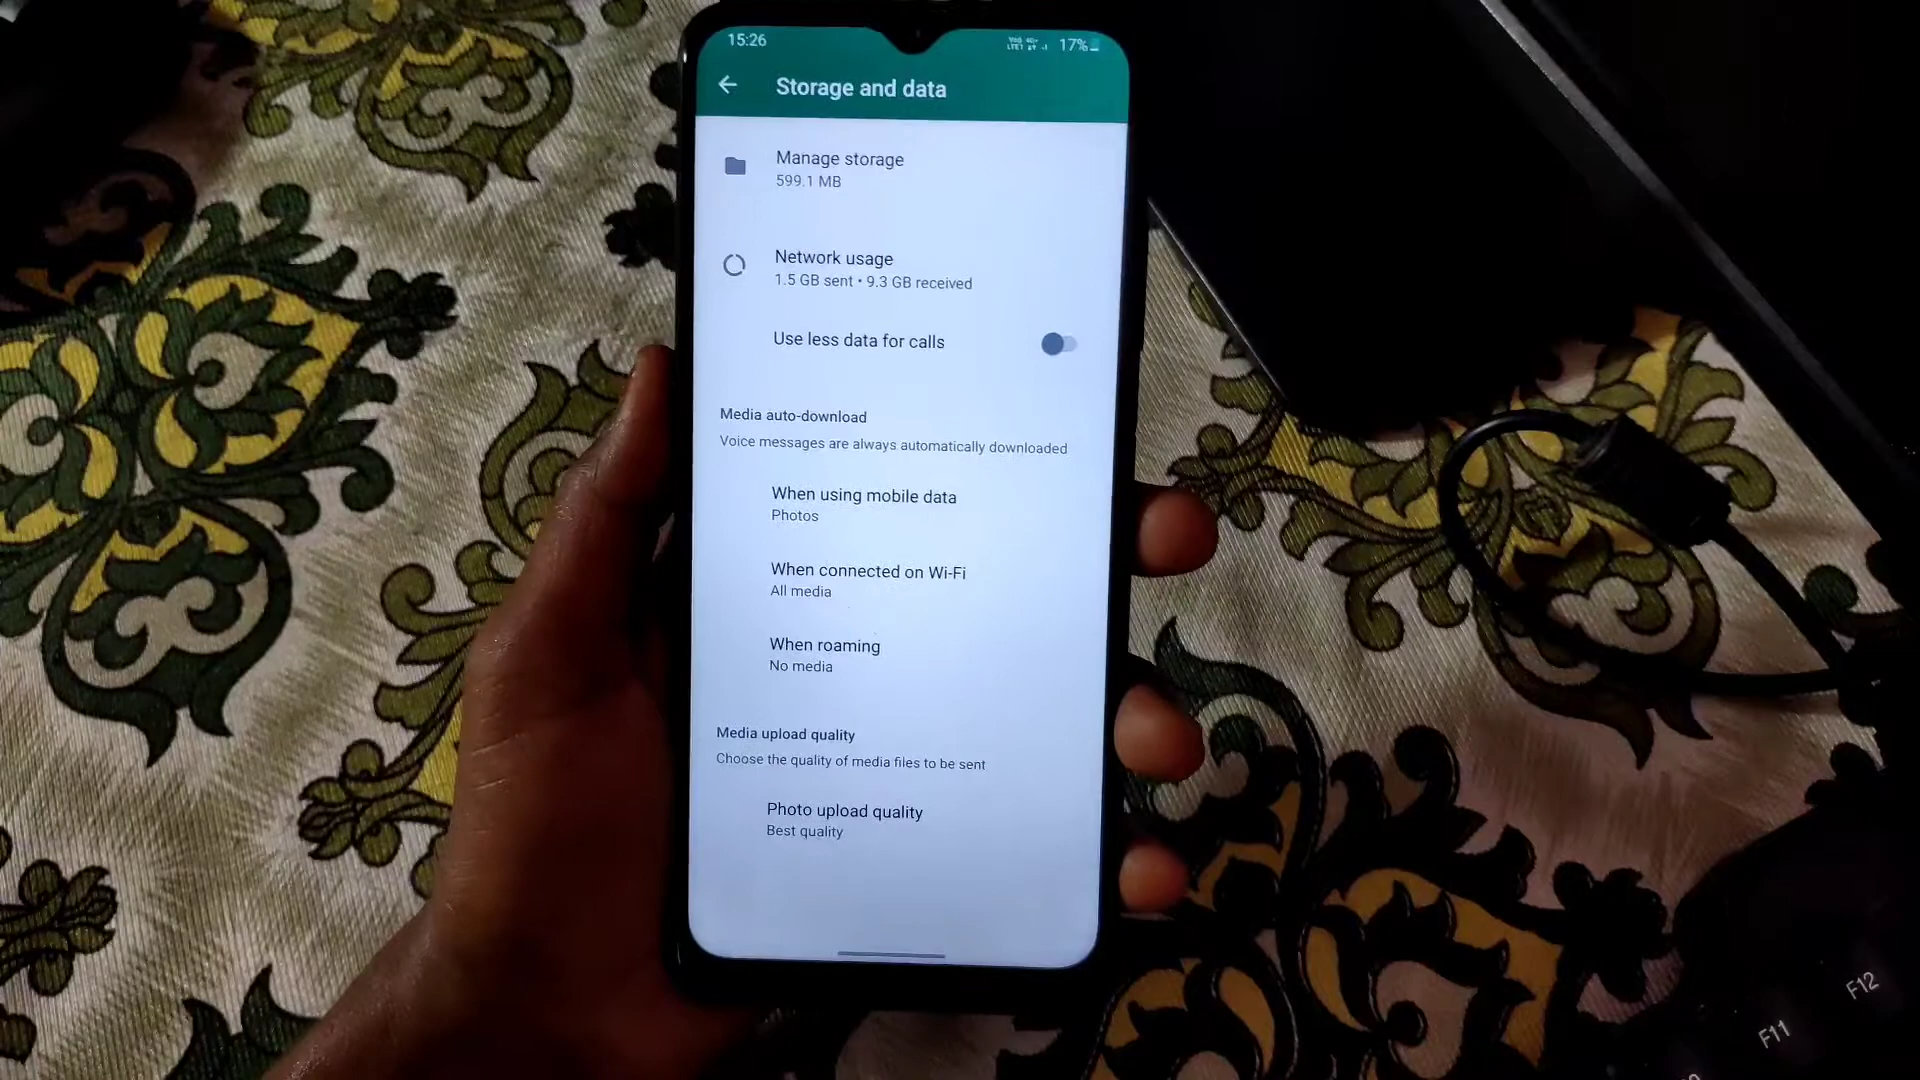 15:26
17%
Storage and data
Manage storage
599.1 MB
Network usage
1.5 GB sent • 9.3 GB received
Use less data for calls
Media auto-download
Voice messages are always automatically downloaded
When using mobile data
Photos
When connected on Wi-Fi
All media
When roaming
No media
Media upload quality
Choose the quality of media files to be sent
Photo upload quality
Best quality
F11
F12